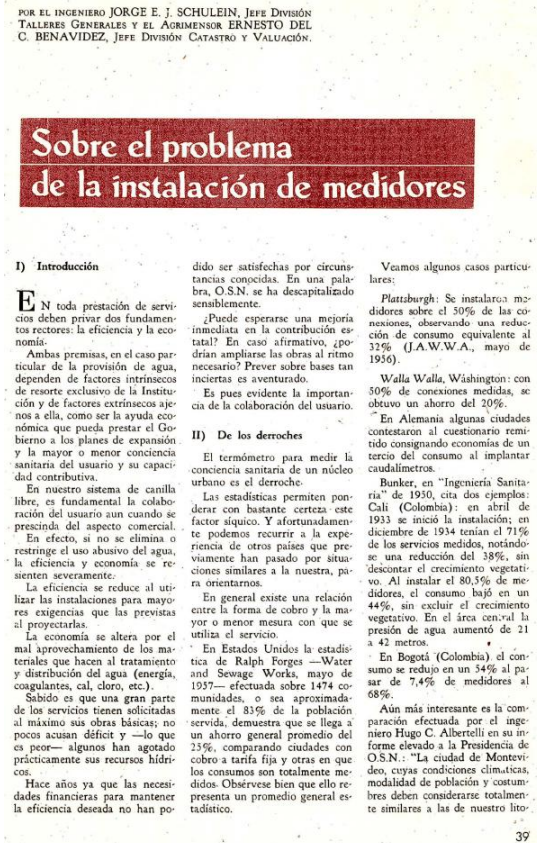 POR EL INGENIERO JORGE E. J. SCHULEIN, JEFE DIVISIÓN
TALLERES GENERALES Y EL AGRIMENSOR ERNESTO DEL
C. BENAVIDEZ, JEFE DIVISIÓN CATASTRO Y VALUACIÓN.
Sobre el problema
de la instalación de medidores
I) Introducción
EN toda prestación de servi-
cios deben privar dos fundamen-
tos rectores: la eficiencia y la eco-
nomía.
Ambas premisas, en el caso par-
ticular de la provisión de agua,
dependen de factores intrínsecos
de resorte exclusivo de la Institu-
ción y de factores extrínsecos aje-
nos a ella, como ser la ayuda eco-
nómica que pueda prestar el Go-
bierno a los planes de expansión
y la mayor o menor conciencia
sanitaria del usuario y su capaci-
dad contributiva.
En nuestro sistema de canilla
libre, es fundamental la colabo-
ración del usuario aun cuando se
prescinda del aspecto comercial.
En efecto, si no se elimina o
restringe el uso abusivo del agua,
la eficiencia y economía se re-
sienten severamente.
La eficiencia se reduce al uti-
lizar las instalaciones para mayo-
res exigencias que las previstas
al proyectarlas.
La economía se altera por el
mal aprovechamiento de los ma-
teriales que hacen al tratamiento
y distribución del agua (energía,
coagulantes, cal, cloro, etc.).
Sabido es que una gran parte
de los servicios tienen solicitadas
al máximo sus obras básicas; no
pocos acusan déficit y —lo que
es peor— algunos han agotado
prácticamente sus recursos hídri-
cos.
Hace años ya que las necesi-
dades financieras para mantener
la eficiencia deseada no han po-
dido ser satisfechas por circuns-
tancias conocidas. En una pala-
bra, O.S.N. se ha descapitalizado
sensiblemente.
¿Puede esperarse una mejoría
inmediata en la contribución es-
tatal? En caso afirmativo, ¿po-
drían ampliarse las obras al ritmo
necesario? Prever sobre bases tan
inciertas es aventurado.
Es pues evidente la importan-
cia de la colaboración del usuario.
II) De los derroches
El termómetro para medir la
conciencia sanitaria de un núcleo
urbano es el derroche.
Las estadísticas permiten pon-
derar con bastante certeza este
factor síquico. Y afortunadamen-
te podemos recurrir a la expe-
riencia de otros países que pre-
viamente han pasado por situa-
ciones similares a la nuestra, pa-
ra orientarnos.
En general existe una relación
entre la forma de cobro y la ma-
yor o menor mesura con que se
utiliza el servicio.
En Estados Unidos la estadís-
tica de Ralph Forges —Water
and Sewage Works, mayo de
1957— efectuada sobre 1474 co-
munidades, o sea aproximada-
mente el 83% de la población
servida, demuestra que se llega a
un ahorro general promedio del
25%, comparando ciudades con
cobro a tarifa fija y otras en que
los consumos son totalmente me-
didos. Obsérvese bien que ello re-
presenta un promedio general es-
tadístico.
Veamos algunos casos particu-
lares:
Plattsburgh: Se instalaron me-
didores sobre el 50% de las co-
nexiones, observando una reduc-
ción de consumo equivalente al
32% (J.A.W.W.A., mayo de
1956).
Walla Walla, Wáshington: con
50% de conexiones medidas, se
obtuvo un ahorro del 20%.
En Alemania algunas ciudades
contestaron al cuestionario remi-
tido consignando economías de un
tercio del consumo al implantar
caudalímetros.
Bunker, en "Ingeniería Sanita-
ria" de 1950, cita dos ejemplos:
Cali (Colombia): en abril de
1933 se inició la instalación; en
diciembre de 1934 tenían el 71%
de los servicios medidos, notándo-
se una reducción del 38%, sin
descontar el crecimiento vegetati-
vo. Al instalar el 80,5% de me-
didores, el consumo bajó en un
44%, sin excluir el crecimiento
vegetativo. En el área central la
presión de agua aumentó de 21
a 42 metros.
En Bogotá (Colombia) el con-
sumo se redujo en un 54% al pa-
sar de 7,4% de medidores al
68%.
Aún más interesante es la com-
paración efectuada por el inge-
niero Hugo C. Albertelli en su in-
forme elevado a la Presidencia de
O.S.N.: "La ciudad de Montevi-
deo, cuyas condiciones climáticas,
modalidad de población y costum-
bres deben considerarse totalmen-
te similares a las de nuestro lito-
39